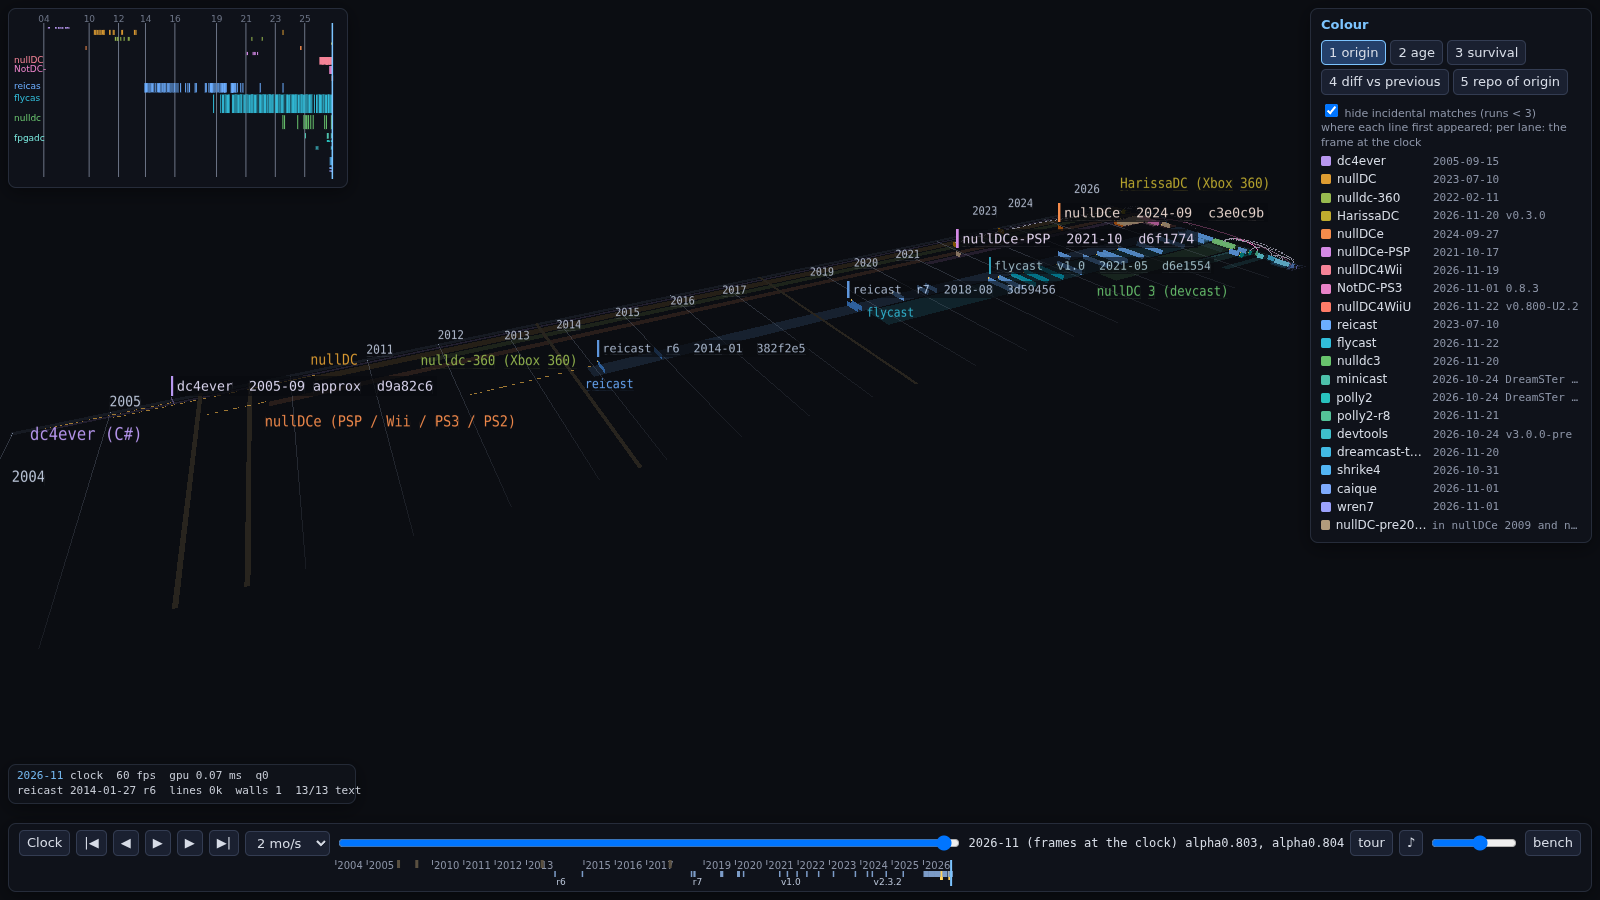 04 10 12 14 16 19 21 23 25
nullDC
NotDC-
reicas
flycas
nulldc
fpgadc
Colour
1 origin 2 age 3 survival
4 diff vs previous 5 repo of origin
hide incidental matches (runs < 3)
where each line first appeared; per lane: the
frame at the clock
dc4ever 2005-09-15
nullDC 2023-07-10
nulldc-360 2022-02-11
HarissaDC 2026-11-20 v0.3.0
nullDCe 2024-09-27
nullDCe-PSP 2021-10-17
nullDC4Wii 2026-11-19
NotDC-PS3 2026-11-01 0.8.3
nullDC4WiiU 2026-11-22 v0.800-U2.2
reicast 2023-07-10
flycast 2026-11-22
nulldc3 2026-11-20
minicast 2026-10-24 DreamSTer …
polly2 2026-10-24 DreamSTer …
polly2-r8 2026-11-21
devtools 2026-10-24 v3.0.0-pre
dreamcast-t… 2026-11-20
shrike4 2026-10-31
caique 2026-11-01
wren7 2026-11-01
nullDC-pre20… in nullDCe 2009 and n…
HarissaDC (Xbox 360)
2026
2024
2023
nullDCe 2024-09 c3e0c9b
nullDCe-PSP 2021-10 d6f1774
2021
2020
2019
flycast v1.0 2021-05 d6e1554
nullDC 3 (devcast)
reicast r7 2018-08 3d59456
flycast
2017
2016
2015
2014
2013
2012
2011
reicast r6 2014-01 382f2e5
reicast
nulldc-360 (Xbox 360)
nullDC
dc4ever 2005-09 approx d9a82c6
2005
nullDCe (PSP / Wii / PS3 / PS2)
dc4ever (C#)
2004
2026-11 clock 60 fps gpu 0.07 ms q0
reicast 2014-01-27 r6 lines 0k walls 1 13/13 text
Clock |◀ ◀ ▶ ▶ ▶| 2 mo/s 2026-11 (frames at the clock) alpha0.803, alpha0.804 tour ♪ bench
2004 2005 2010 2011 2012 2013 2015 2016 2017 2019 2020 2021 2022 2023 2024 2025 2026
r6 r7 v1.0 v2.3.2